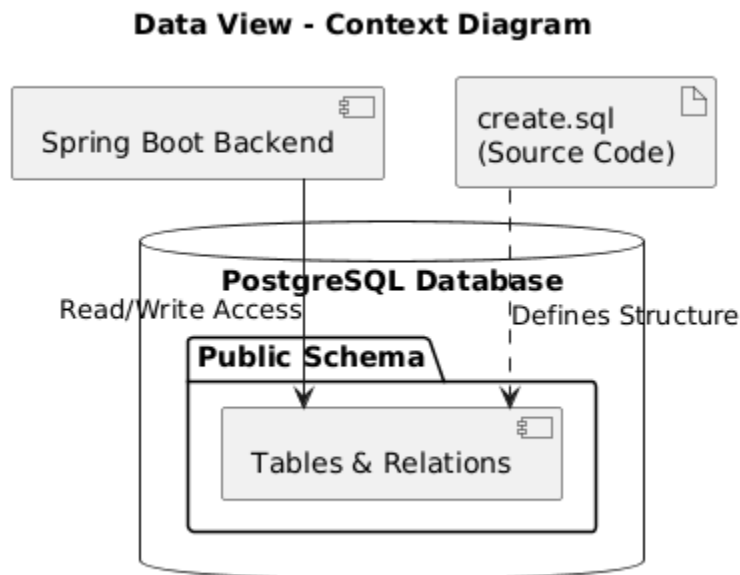 Data View - Context Diagram
Spring Boot Backend
create.sql
(Source Code)
PostgreSQL Database
Read/Write Access
Defines Structure
Public Schema
Tables & Relations